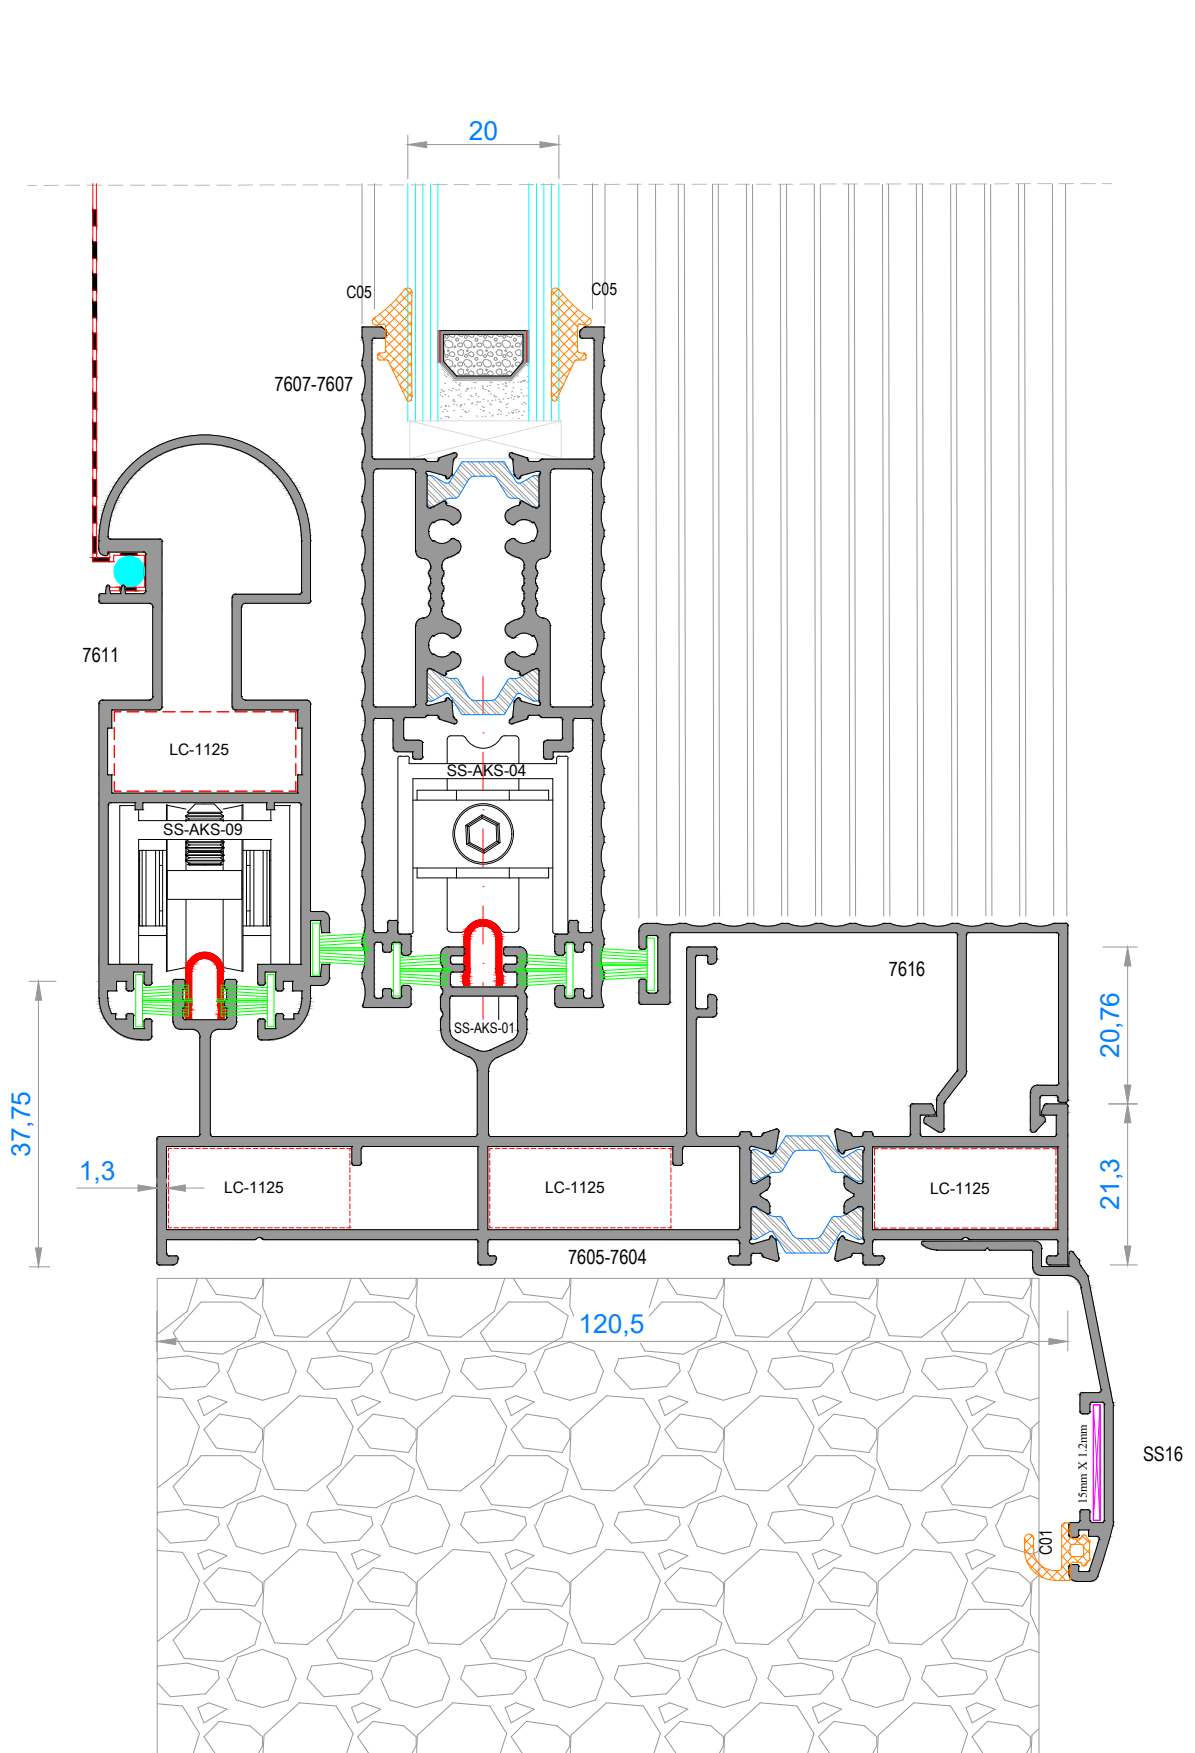 20
C05
C05
7607-7607
7611
LC-1125
SS-AKS-04
SS-AKS-09
7616
SS-AKS-01
20,76
37,75
1,3
LC-1125
LC-1125
LC-1125
21,3
7605-7604
120,5
15mm X 1.2mm
SS16
C01